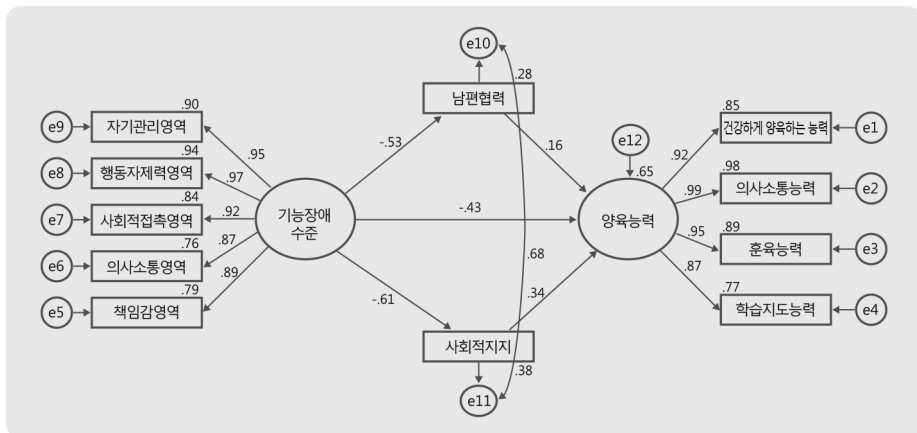 e10
.28
남편협력
.90
e9
자기관리영역
.94
e8
행동자제력영역
.84
e7
사회적접촉영역
.76
e6
의사소통영역
.79
e5
책임감영역
.95
.97
.92
.87
.89
기능장애
수준
-.53
-.43
-.61
.16
.68
.34
e12
.65
양육능력
.92
.99
.95
.87
.85
건강하게 양육하는 능력
e1
.98
의사소통능력
e2
.89
훈육능력
e3
.77
학습지도능력
e4
사회적지지
.38
e11